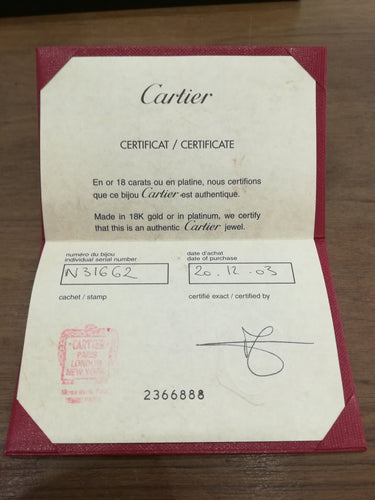 Cartier
CERTIFICAT / CERTIFICATE
En or 18 carats ou en platine, nous certifions
que ce bijou Cartier est authentique.
Made in 18K gold or in platinum, we certify
that this is an authentic Cartier jewel.
numéro du bijou
individual serial number
date d'achat
date of purchase
N31662
20.12.03
cachet / stamp
certifié exact / certified by
CARTIER
PARIS
LONDON
NEW YORK
2366888